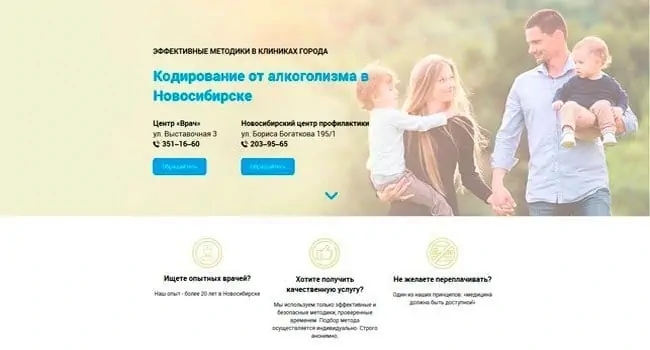 ЭФФЕКТИВНЫЕ МЕТОДИКИ В КЛИНИКАХ ГОРОДА
Кодирование от алкоголизма в
Новосибирске
Центр «Врач»
ул. Выставочная 3
351–16–60
Обращайтесь
Новосибирский центр профилактики
ул. Бориса Богаткова 195/1
203–95–65
Обращайтесь
Ищете опытных врачей?
Наш опыт - более 20 лет в Новосибирске
Хотите получить
качественную услугу?
Мы используем только эффективные и
безопасные методики, проверенные
временем. Подбор метода
осуществляется индивидуально. Строго
анонимно.
Не желаете переплачивать?
Один из наших принципов: «медицина
должна быть доступной»